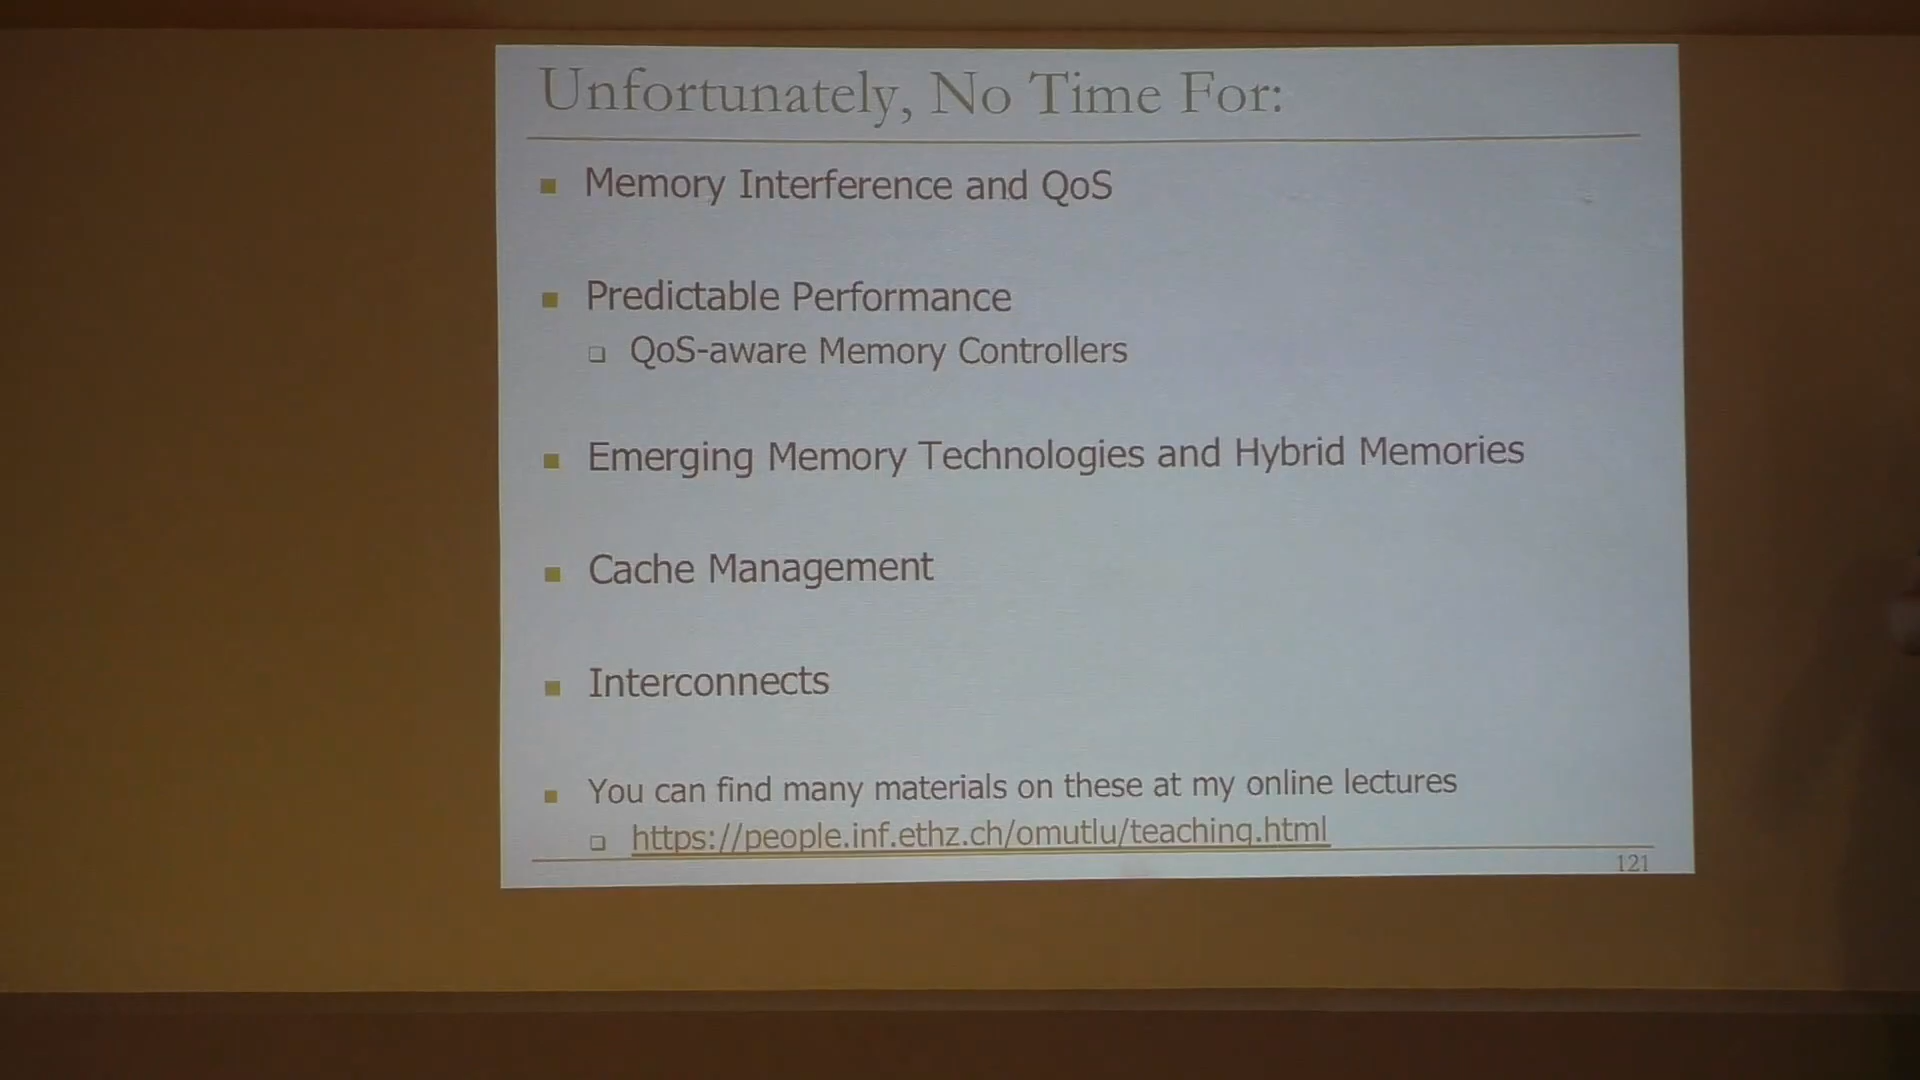 Unfortunately, No Time For:
Memory Interference and QoS
Predictable Performance
QoS-aware Memory Controllers
Emerging Memory Technologies and Hybrid Memories
Cache Management
Interconnects
You can find many materials on these at my online lectures
https://people.inf.ethz.ch/omutlu/teaching.html
121